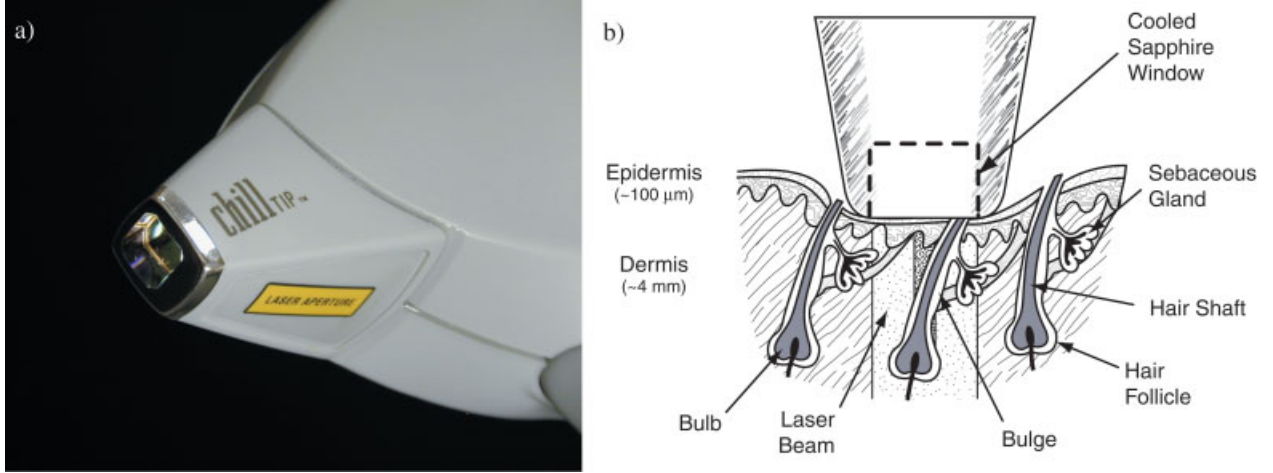 a)
chill TIP™
LASER APERTURE
b)
Cooled
Sapphire
Window
Epidermis
(~100 μm)
Sebaceous
Gland
Dermis
(~4 mm)
Hair Shaft
Hair
Follicle
Bulb
Laser
Beam
Bulge